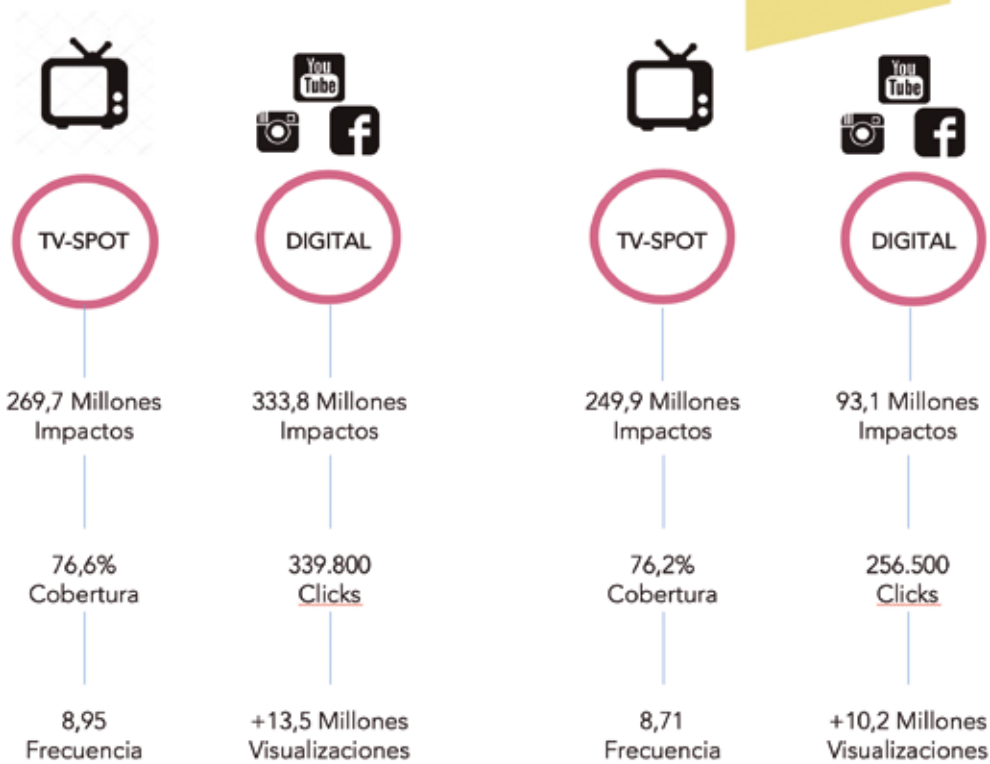 You
Tube
f
TV-SPOT
DIGITAL
269,7 Millones
Impactos
333,8 Millones
Impactos
76,6%
Cobertura
339.800
Clicks
8,95
Frecuencia
+13,5 Millones
Visualizaciones
You
Tube
f
TV-SPOT
DIGITAL
249,9 Millones
Impactos
93,1 Millones
Impactos
76,2%
Cobertura
256.500
Clicks
8,71
Frecuencia
+10,2 Millones
Visualizaciones